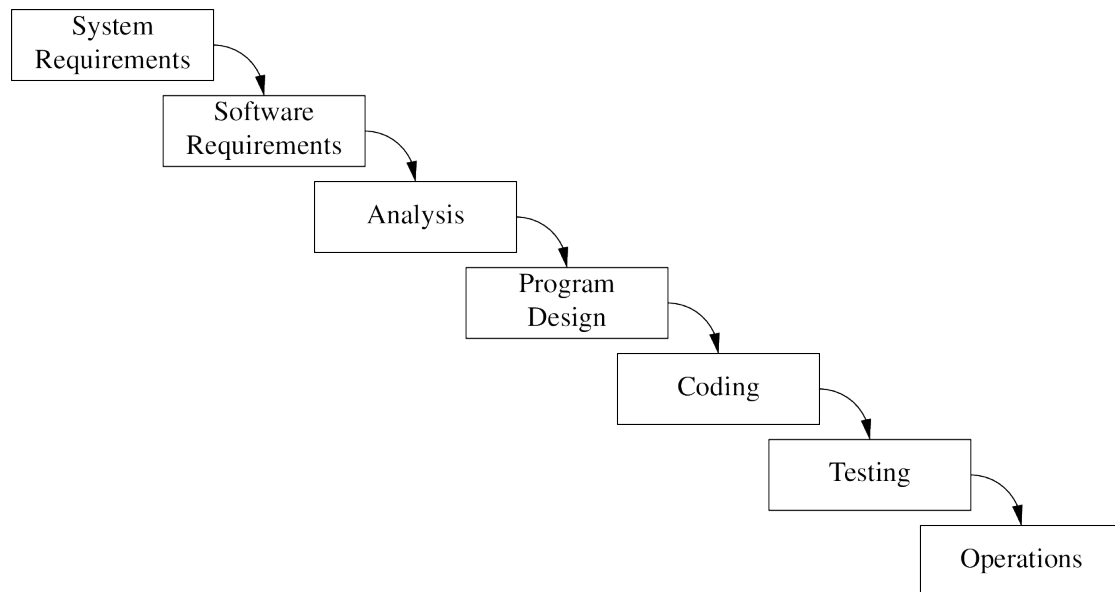 System
Requirements
Software
Requirements
Analysis
Program
Design
Coding
Testing
Operations